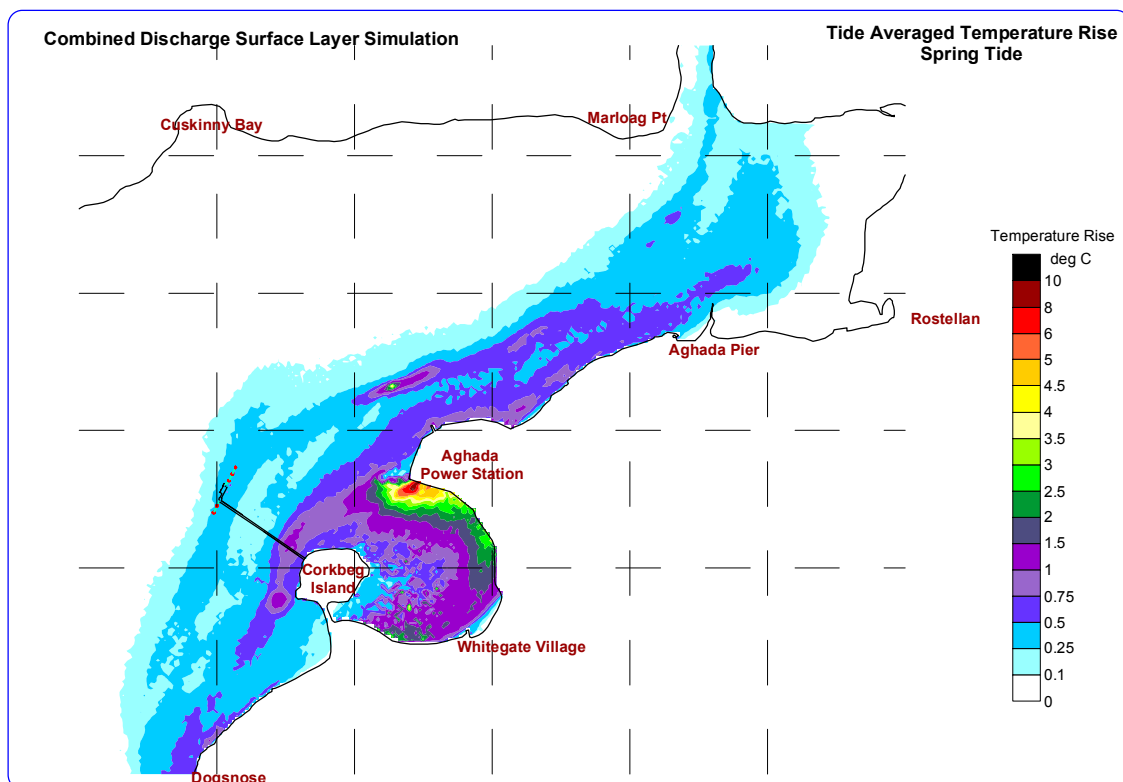 Combined Discharge Surface Layer Simulation
Tide Averaged Temperature Rise
Spring Tide
Cuskinny Bay
Marloag Pt
Temperature Rise
deg C
10
8
6
5
4.5
4
3.5
3
2.5
2
1.5
1
0.75
0.5
0.25
0.1
0
Rostellan
Aghada Pier
Aghada
Power Station
Corkbeg
Island
Whitegate Village
Dogsnose